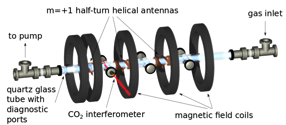 m=+1 half-turn helical antennas
gas inlet
to pump
quartz glass
tube with
diagnostic
ports
CO₂ interferometer
magnetic field coils